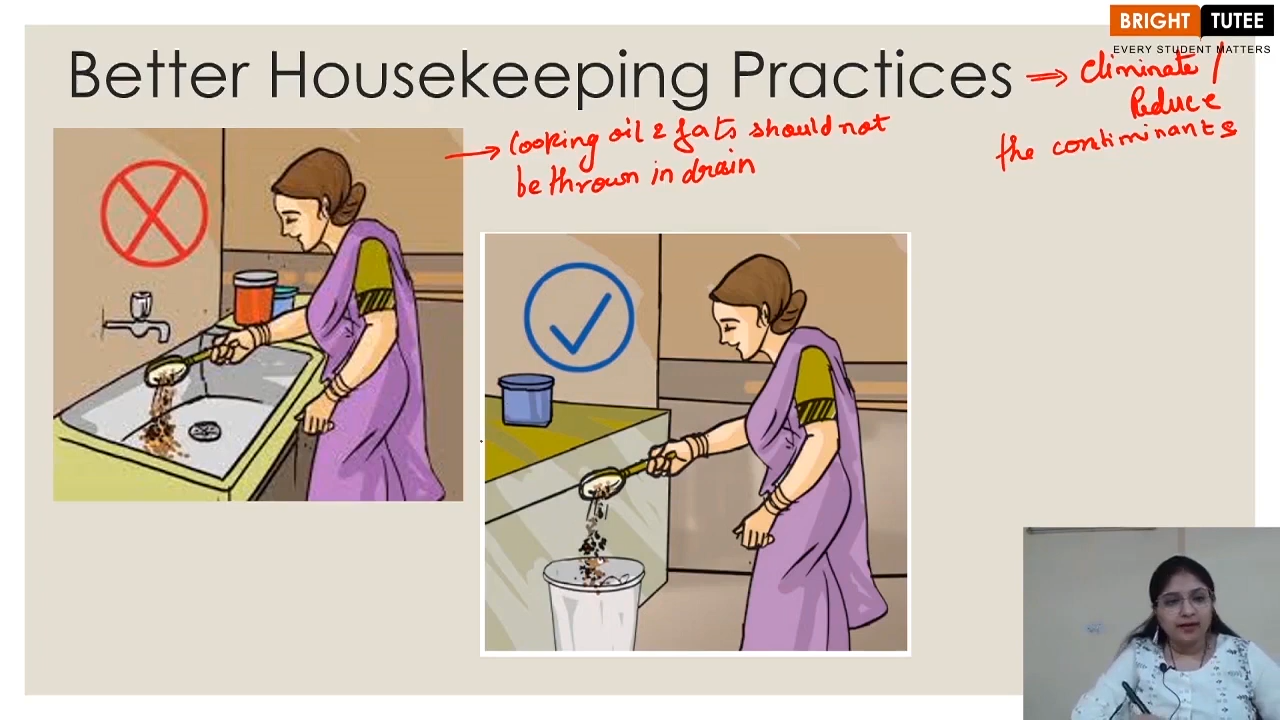 BRIGHT TUTEE
EVERY STUDENT MATTERS
Better Housekeeping Practices
⇒ Eliminate /
Reduce
the contiminants
→ Cooking oil & fats should not
be thrown in drain